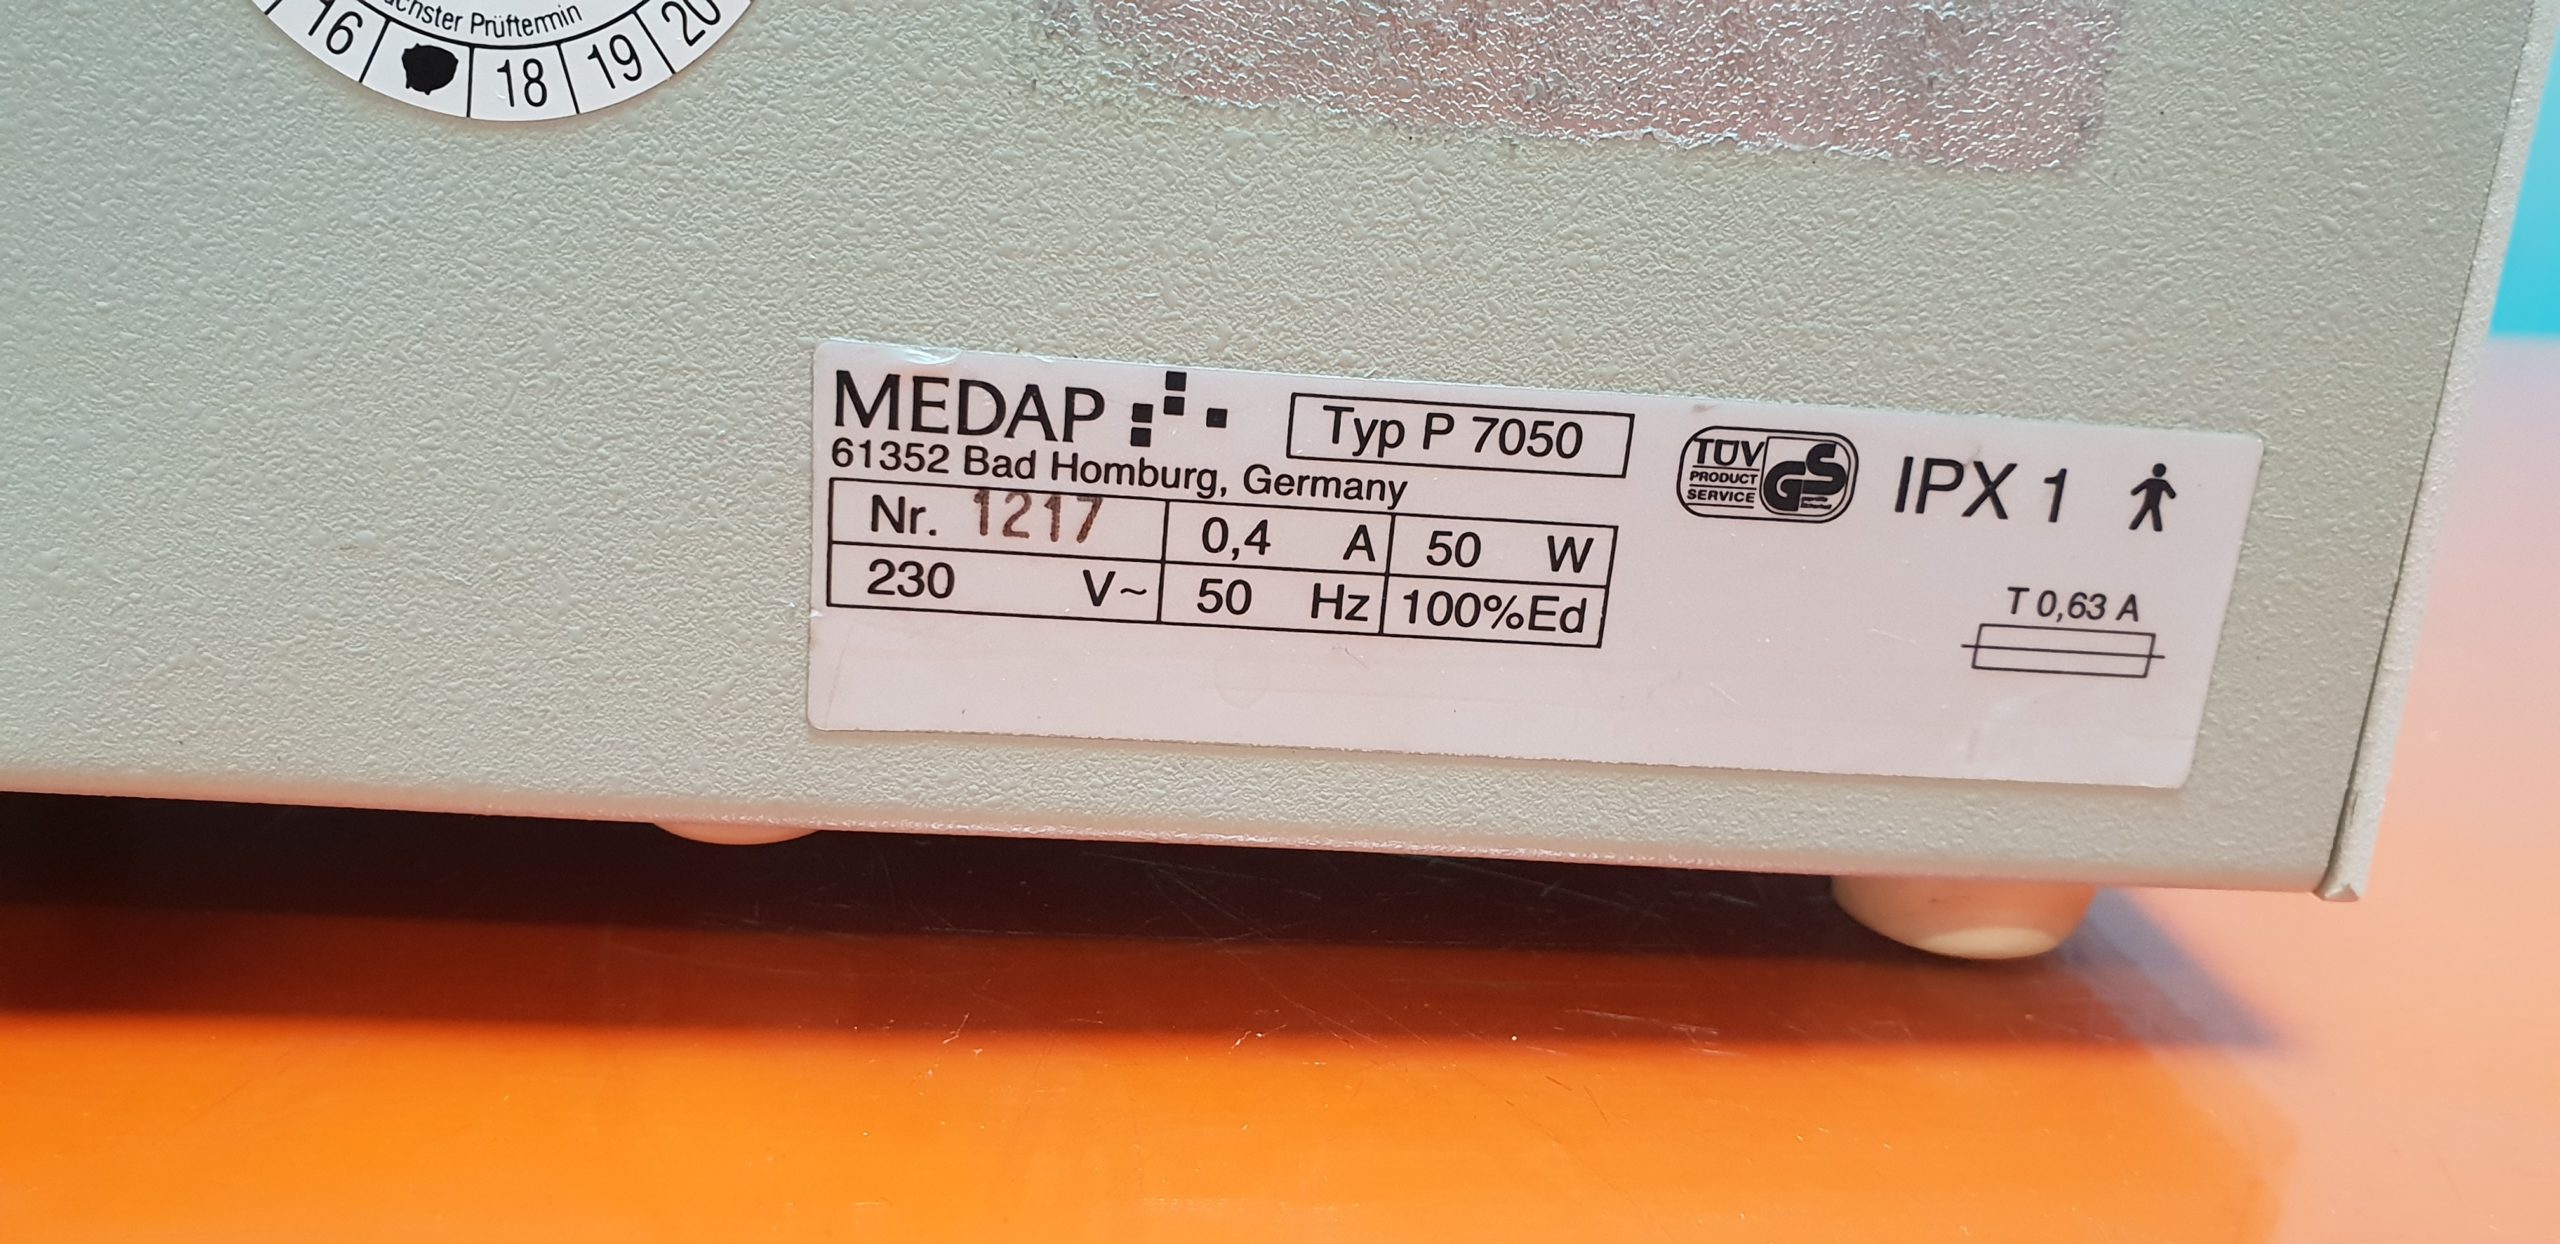 chster Prüftermin
16 18 19 20
MEDAP
Typ P 7050
61352 Bad Homburg, Germany
Nr. 1217 0,4 A 50 W
230 V~ 50 Hz 100%Ed
TÜV
PRODUCT
SERVICE
GS
IPX 1
T 0,63 A